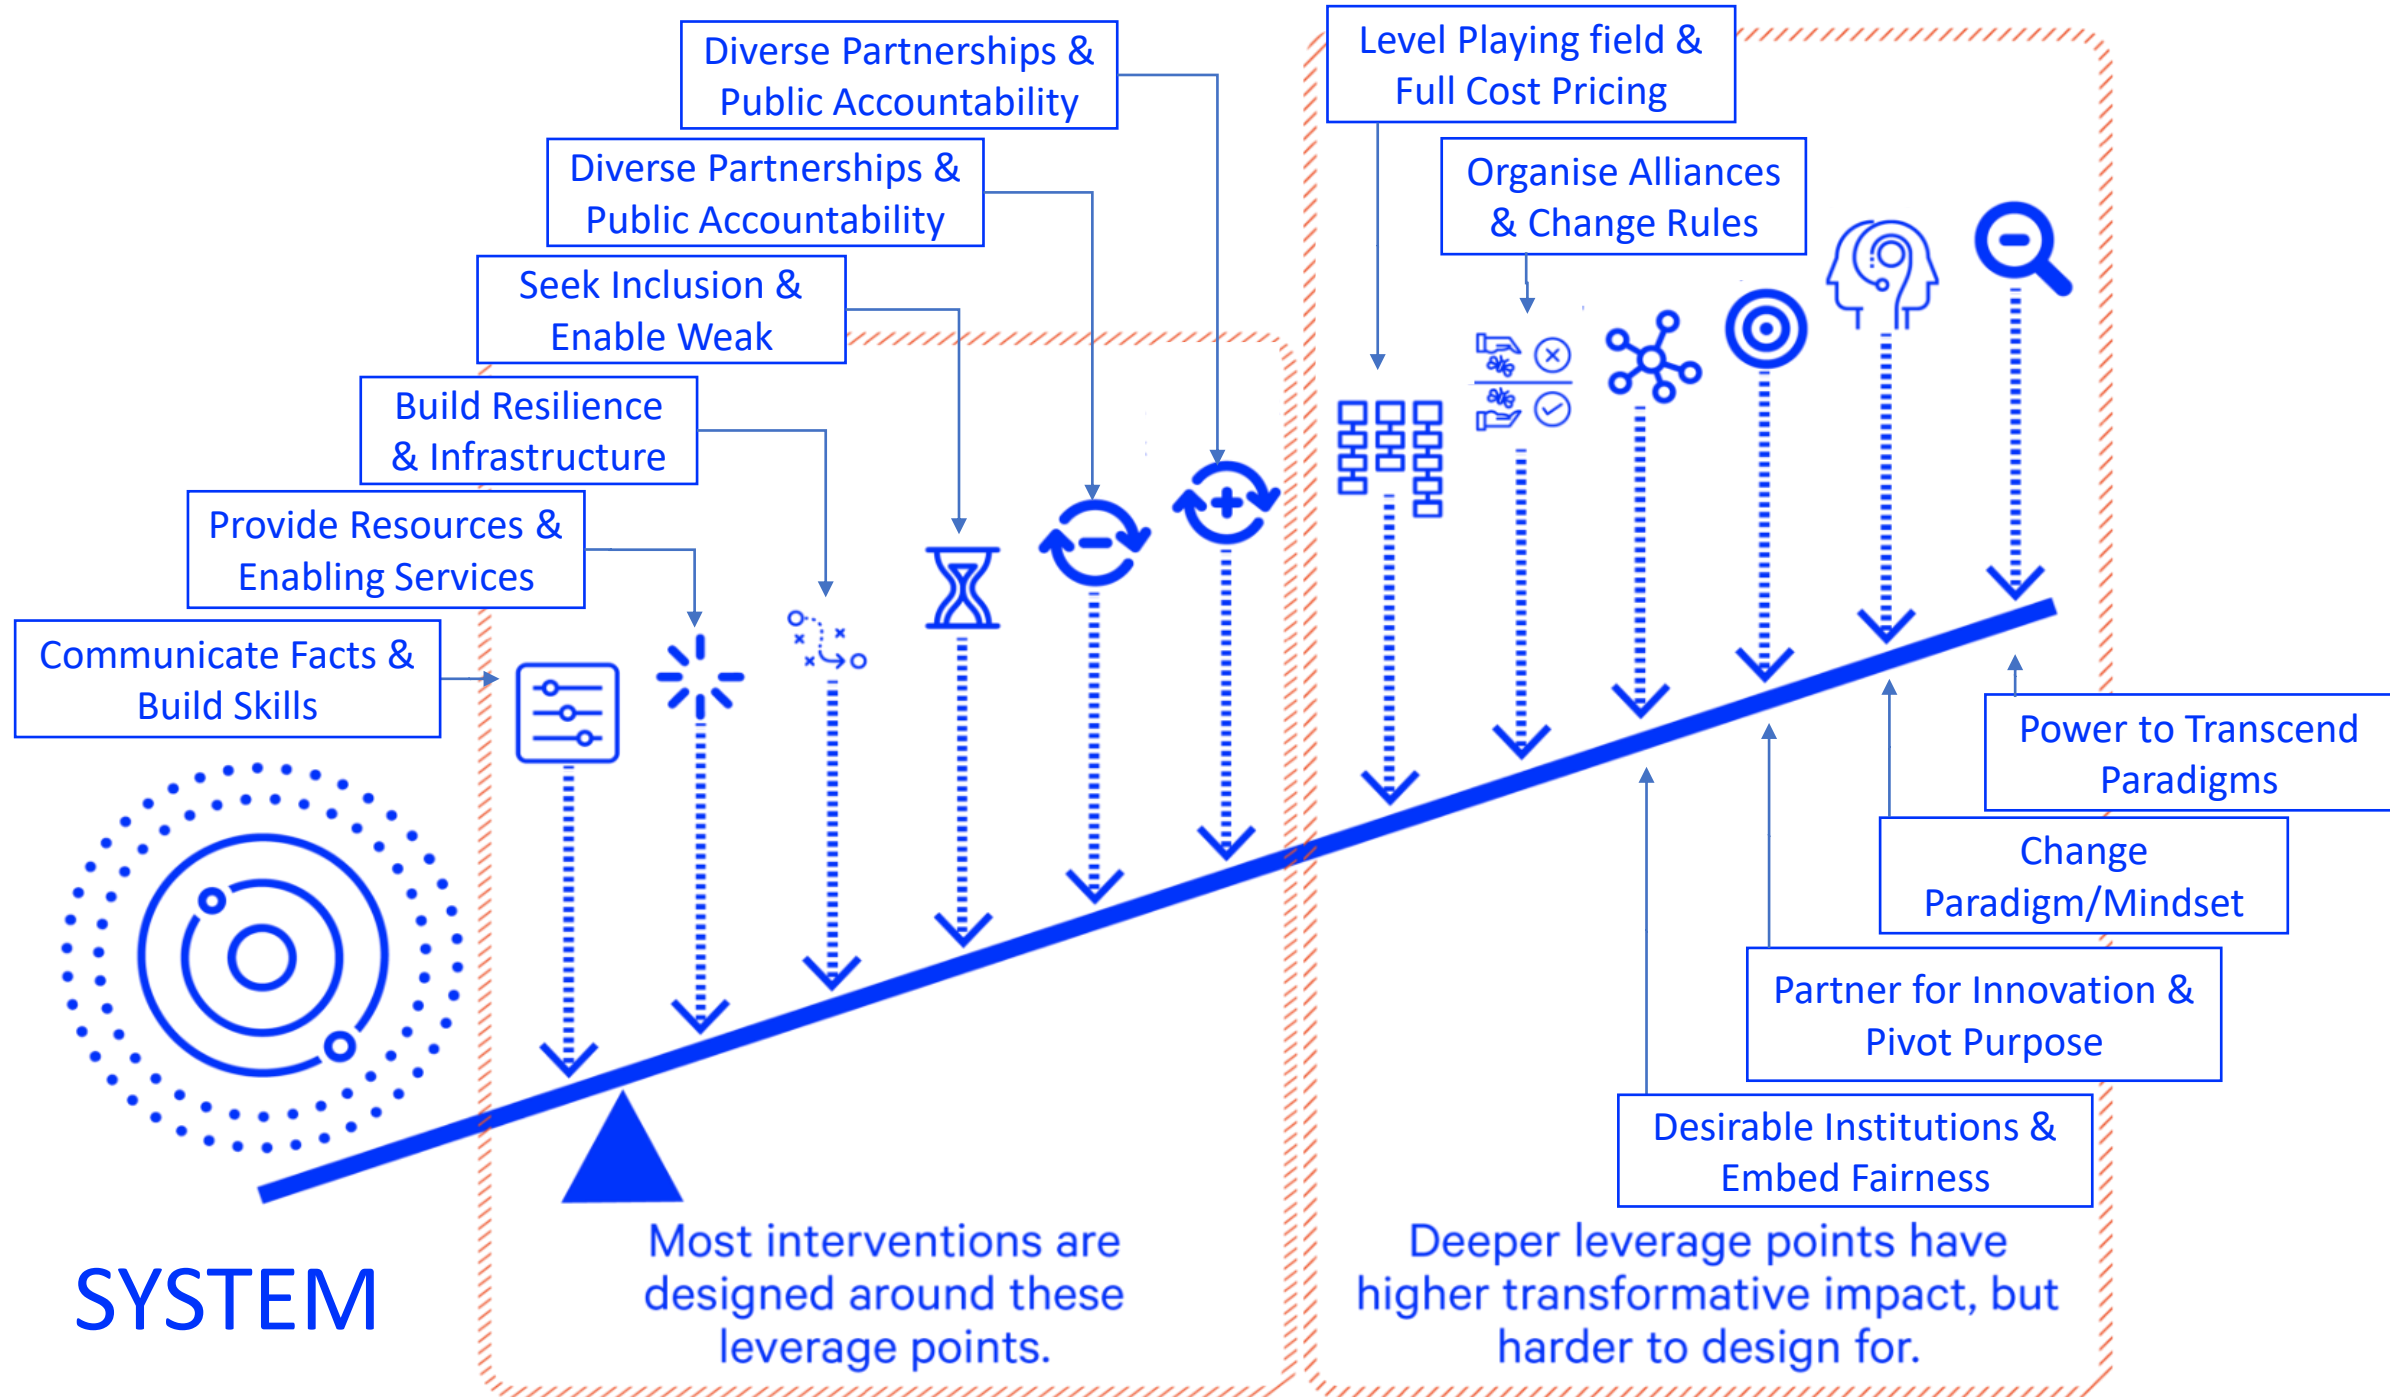 Diverse Partnerships &
Public Accountability
Diverse Partnerships &
Public Accountability
Seek Inclusion &
Enable Weak
Build Resilience
& Infrastructure
Provide Resources &
Enabling Services
Communicate Facts &
Build Skills
Level Playing field &
Full Cost Pricing
Organise Alliances
& Change Rules
Power to Transcend
Paradigms
Change
Paradigm/Mindset
Partner for Innovation &
Pivot Purpose
Desirable Institutions &
Embed Fairness
SYSTEM
Most interventions are
designed around these
leverage points.
Deeper leverage points have
higher transformative impact, but
harder to design for.